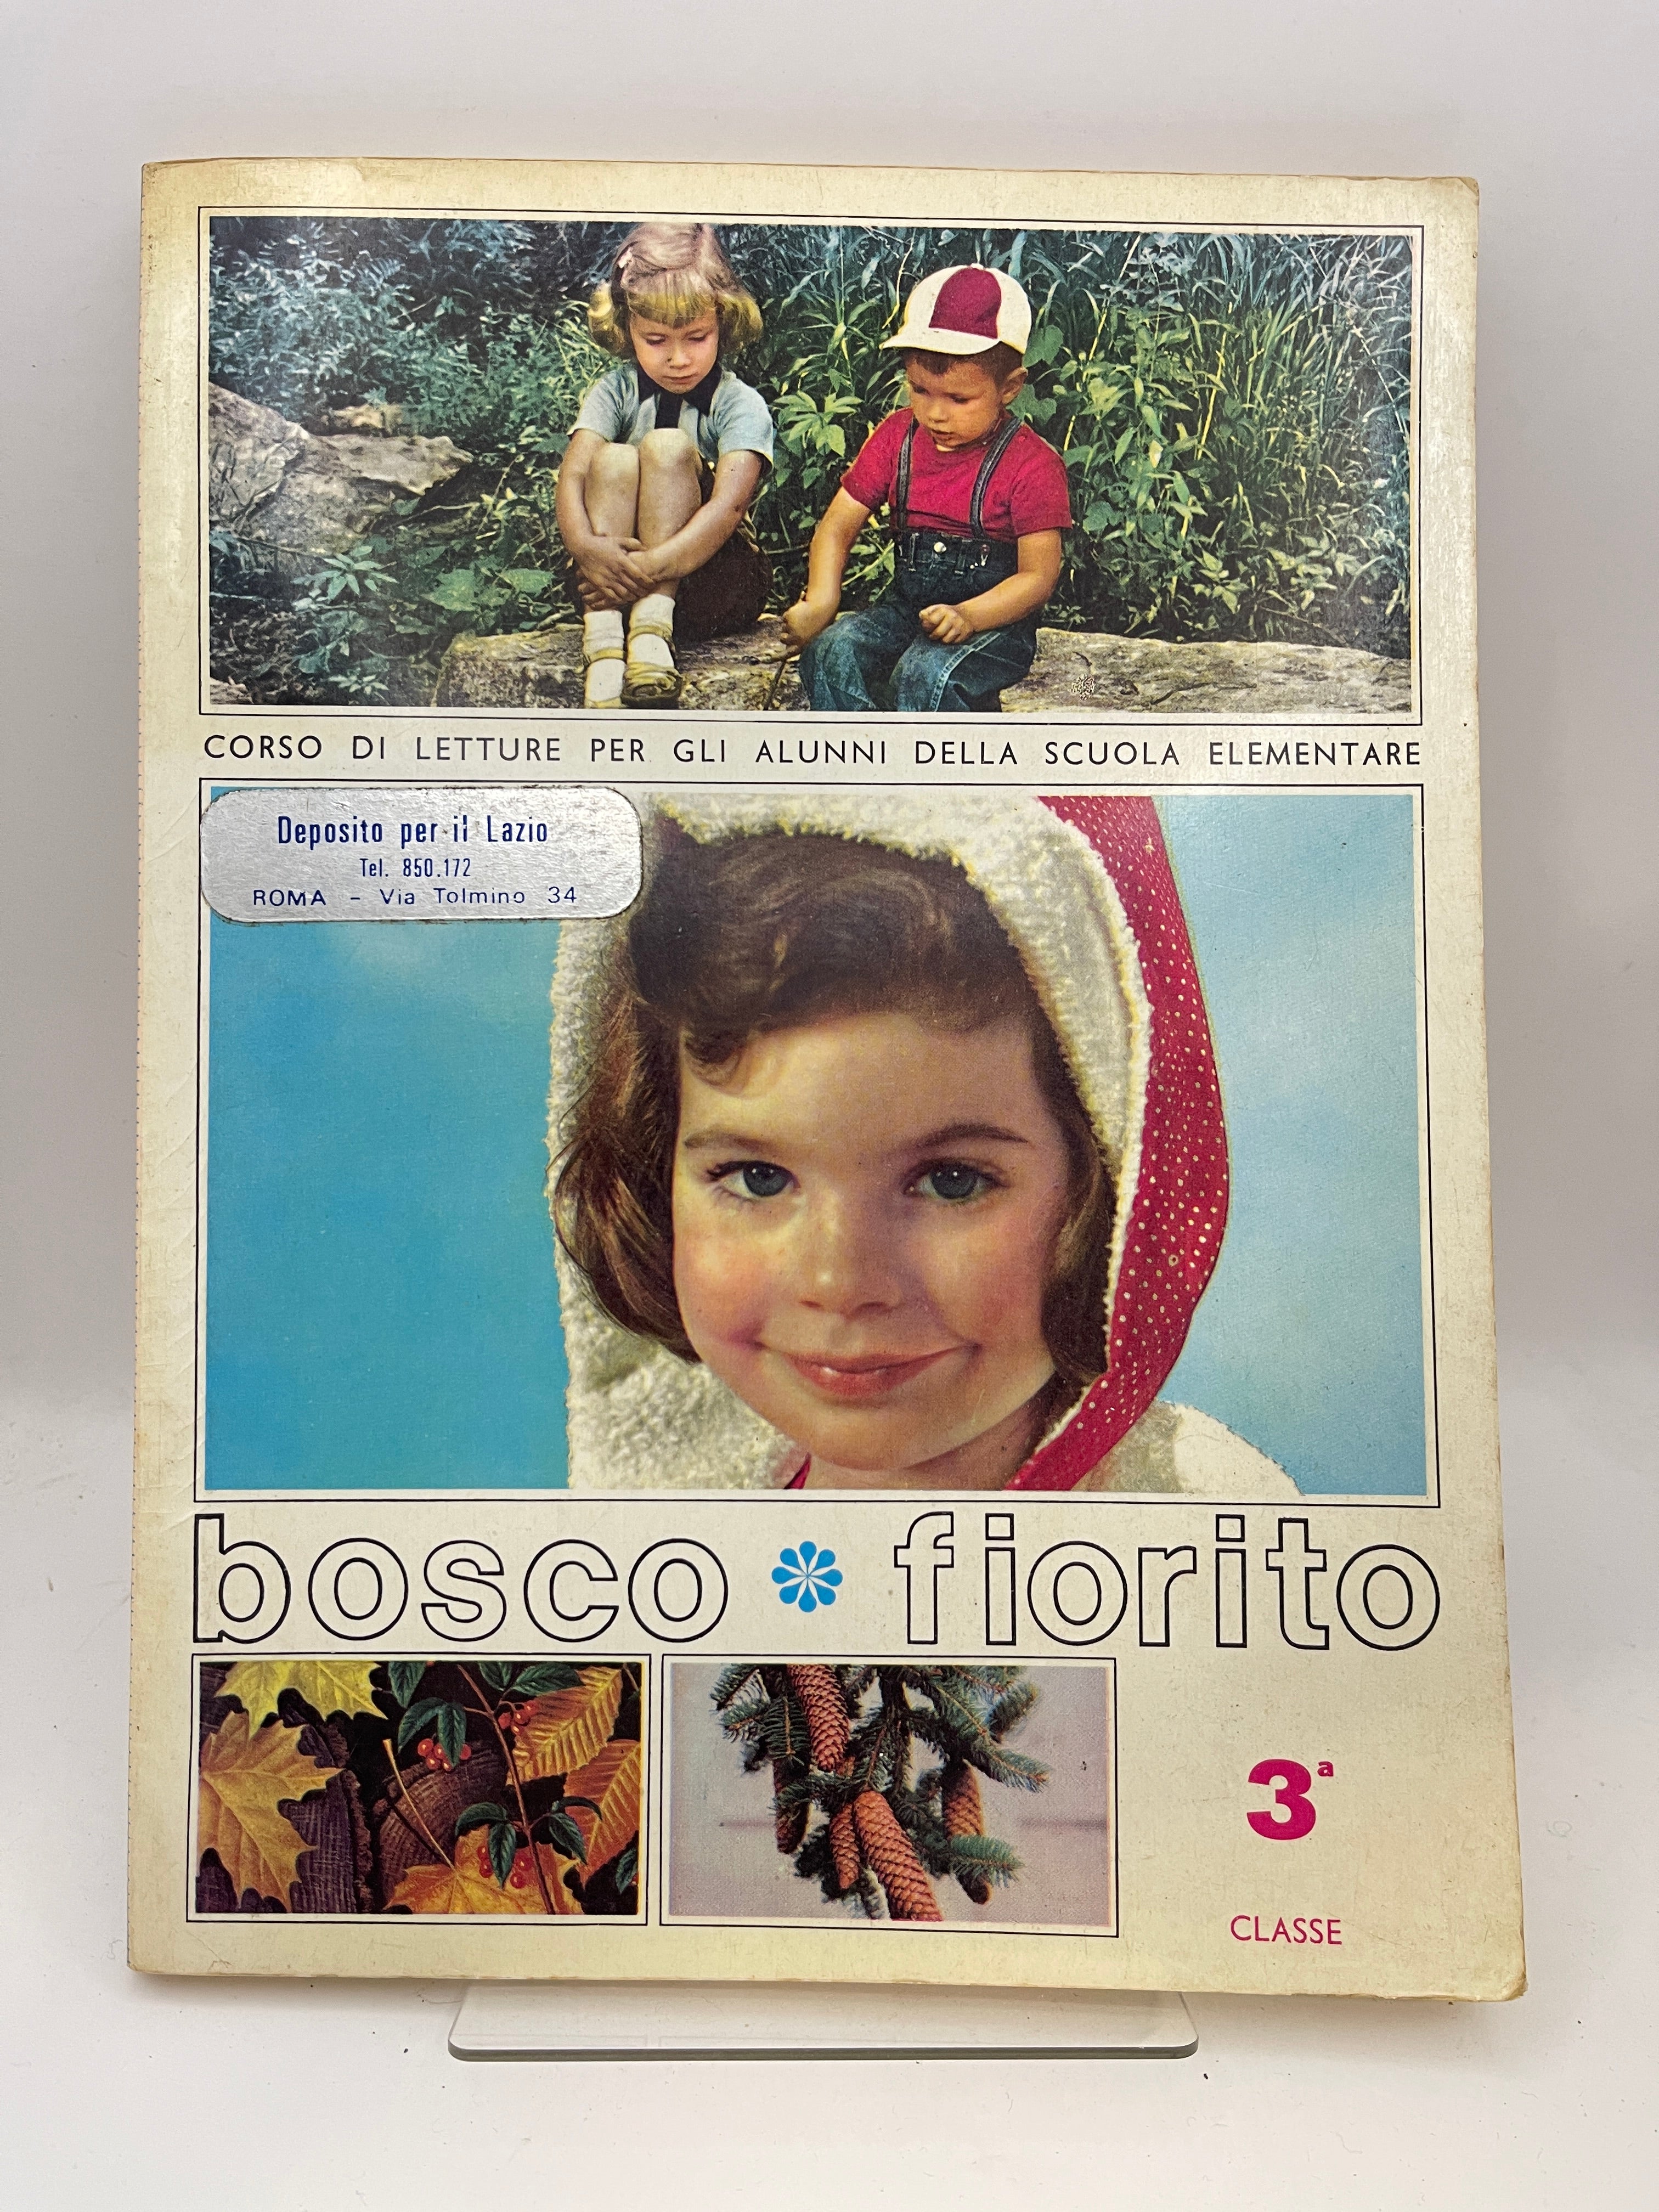 CORSO DI LETTURE PER GLI ALUNNI DELLA SCUOLA ELEMENTARE
Deposito per il Lazio
Tel. 850.172
ROMA - Via Tolmino 34
bosco fiorito
3ª
CLASSE